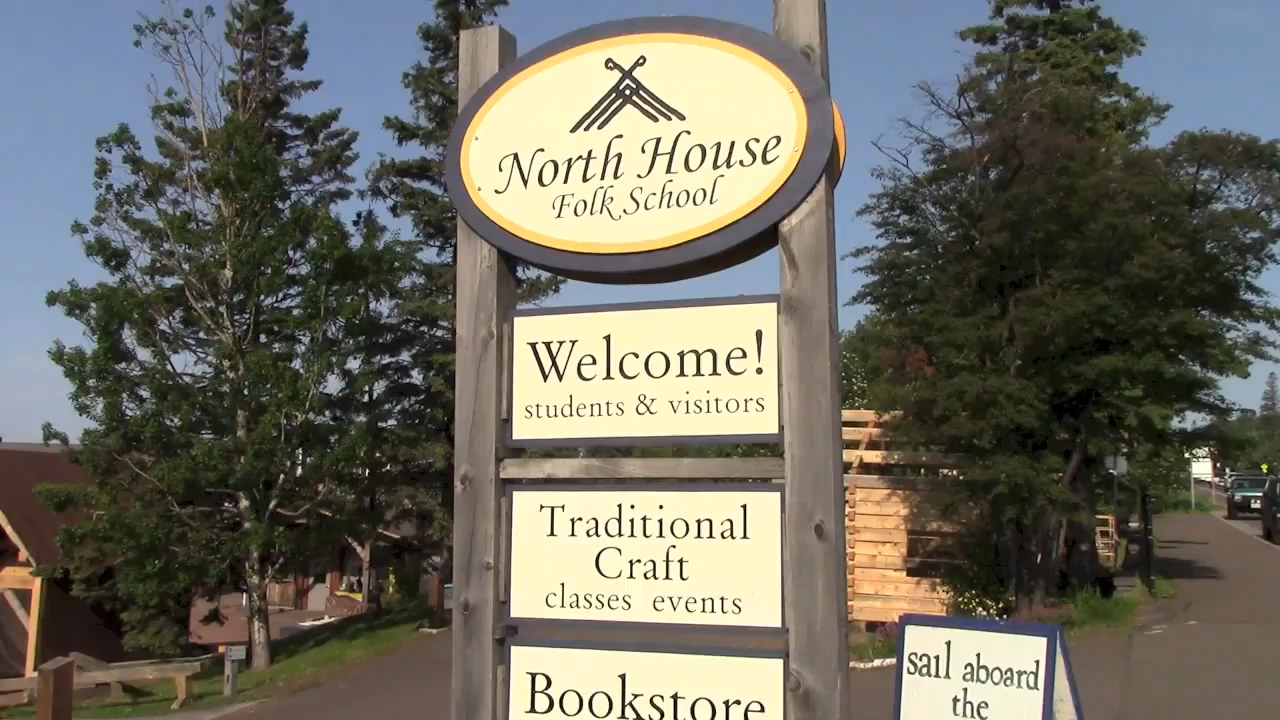 North House
Folk School
Welcome!
students & visitors
Traditional
Craft
classes events
Bookstore
sail aboard
the